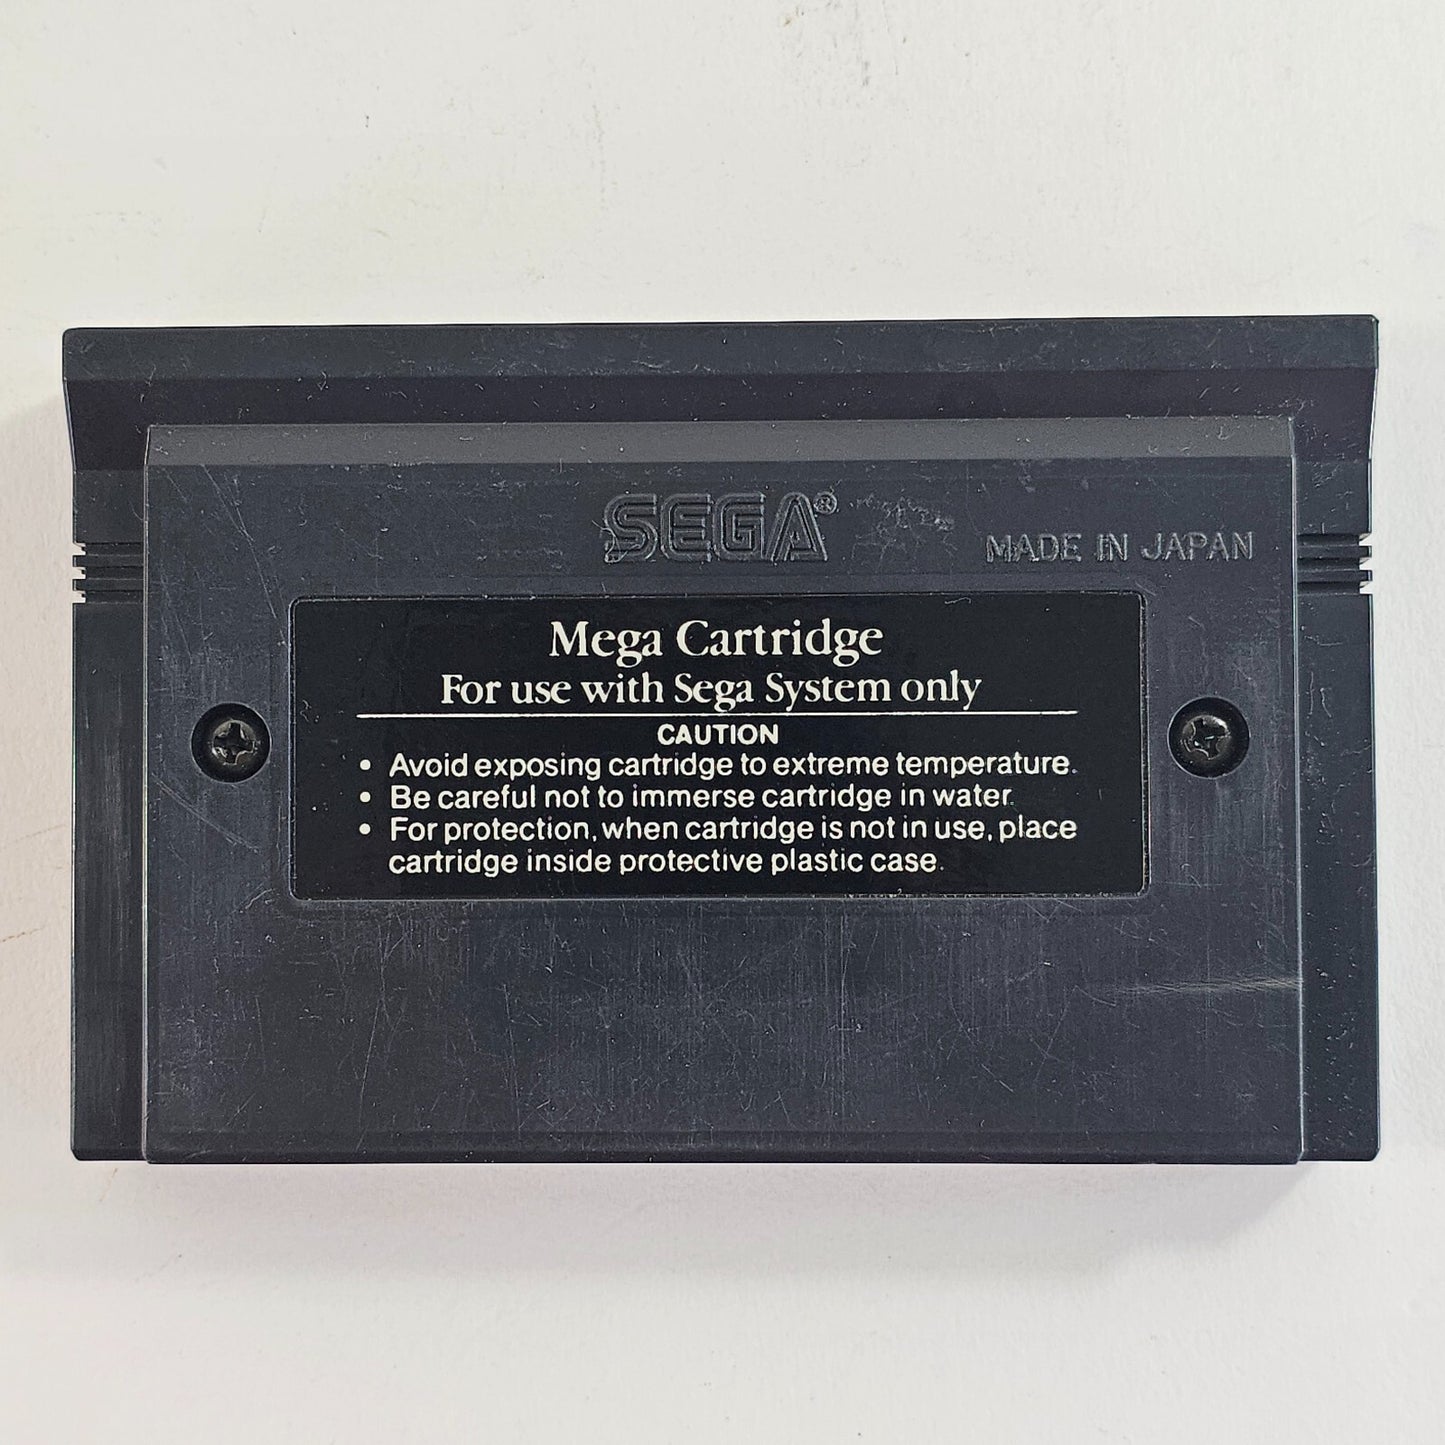 SEGA®
MADE IN JAPAN
Mega Cartridge
For use with Sega System only
CAUTION
• Avoid exposing cartridge to extreme temperature.
• Be careful not to immerse cartridge in water.
• For protection, when cartridge is not in use, place
cartridge inside protective plastic case.